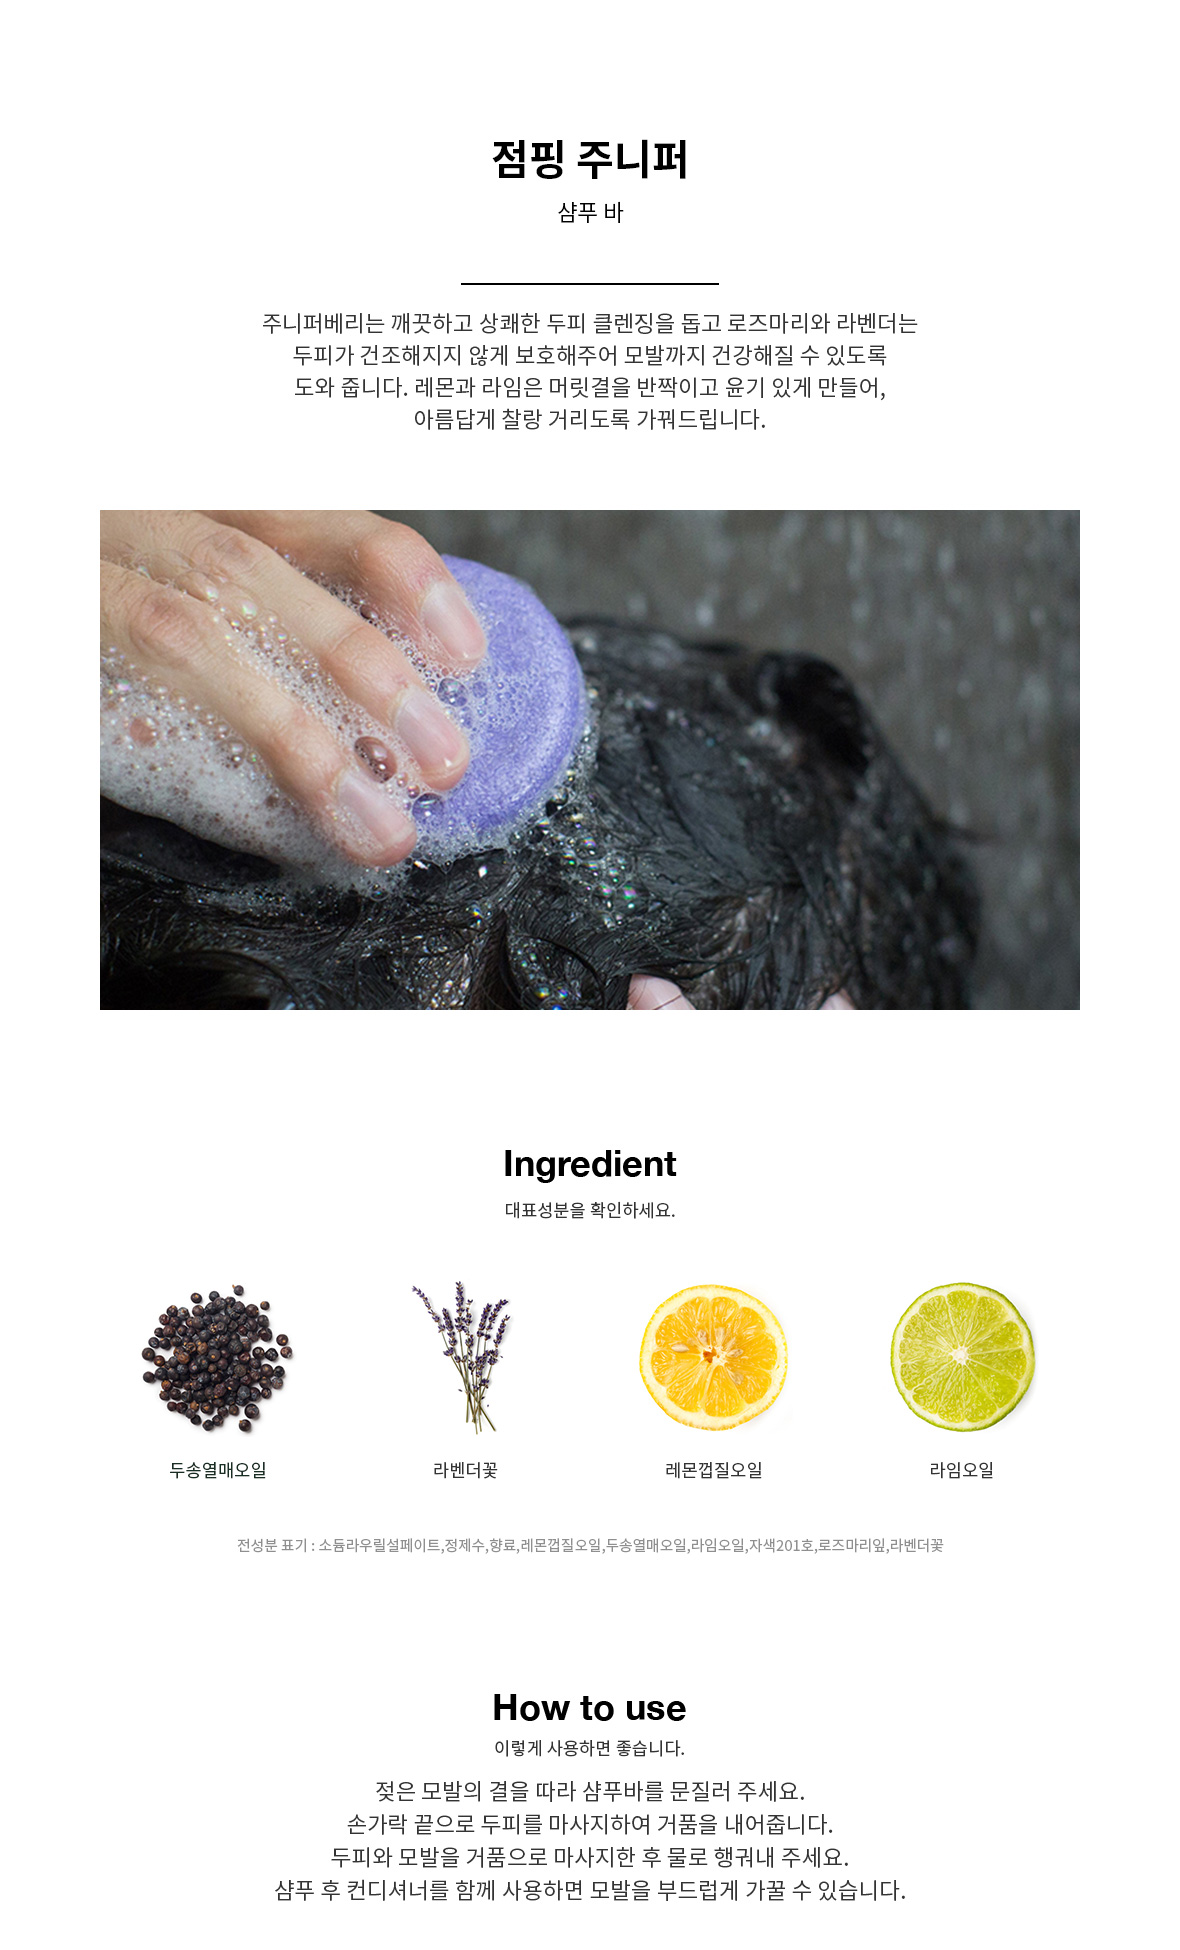 점핑 주니퍼
샴푸 바
주니퍼베리는 깨끗하고 상쾌한 두피 클렌징을 돕고 로즈마리와 라벤더는
두피가 건조해지지 않게 보호해주어 모발까지 건강해질 수 있도록
도와 줍니다. 레몬과 라임은 머릿결을 반짝이고 윤기 있게 만들어,
아름답게 찰랑 거리도록 가꿔드립니다.
Ingredient
대표성분을 확인하세요.
두송열매오일
라벤더꽃
레몬껍질오일
라임오일
전성분 표기 : 소듐라우릴설페이트,정제수,향료,레몬껍질오일,두송열매오일,라임오일,자색201호,로즈마리잎,라벤더꽃
How to use
이렇게 사용하면 좋습니다.
젖은 모발의 결을 따라 샴푸바를 문질러 주세요.
손가락 끝으로 두피를 마사지하여 거품을 내어줍니다.
두피와 모발을 거품으로 마사지한 후 물로 행궈내 주세요.
샴푸 후 컨디셔너를 함께 사용하면 모발을 부드럽게 가꿀 수 있습니다.